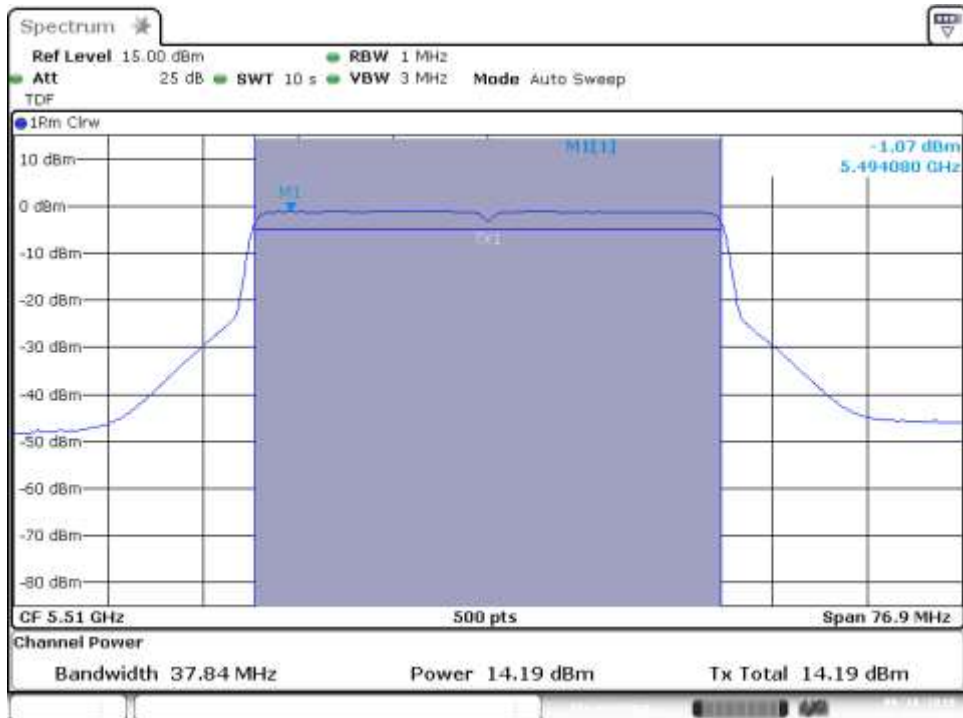 Spectrum
Ref Level 15.00 dBm RBW 1 MHz
Att 25 dB SWT 10 s VBW 3 MHz Mode Auto Sweep
TDF
1Rm Clrw
M1[1] -1.07 dBm
5.494080 GHz
10 dBm
M1
0 dBm
Tx1
-10 dBm
-20 dBm
-30 dBm
-40 dBm
-50 dBm
-60 dBm
-70 dBm
-80 dBm
CF 5.51 GHz 500 pts Span 76.9 MHz
Channel Power
Bandwidth 37.84 MHz Power 14.19 dBm Tx Total 14.19 dBm